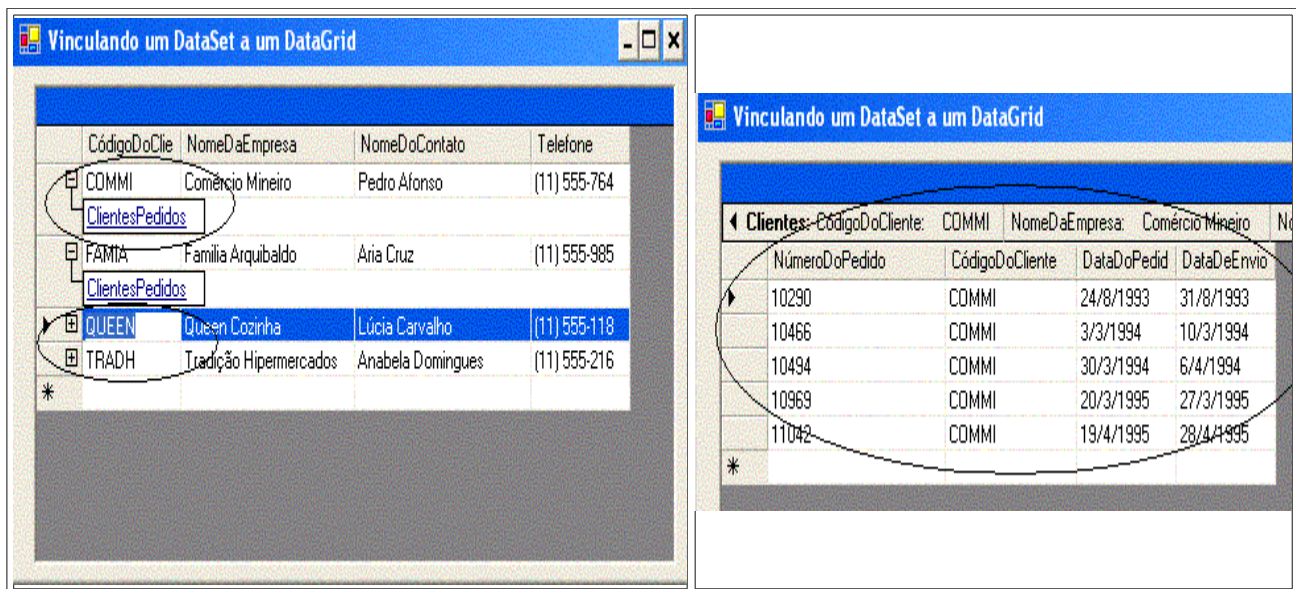 Vinculando um DataSet a um DataGrid
CódigoDoClie NomeDaEmpresa NomeDoContato Telefone
COMMI Comércio Mineiro Pedro Afonso (11) 555-764
ClientesPedidos
FAMIA Familia Arquibaldo Aria Cruz (11) 555-985
ClientesPedidos
QUEEN Queen Cozinha Lúcia Carvalho (11) 555-118
TRADH Tradição Hipermercados Anabela Domingues (11) 555-216
Vinculando um DataSet a um DataGrid
Clientes: CódigoDoCliente: COMMI NomeDaEmpresa: Comércio Mineiro No
NúmeroDoPedido CódigoDoCliente DataDoPedid DataDeEnvio
10290 COMMI 24/8/1993 31/8/1993
10466 COMMI 3/3/1994 10/3/1994
10494 COMMI 30/3/1994 6/4/1994
10969 COMMI 20/3/1995 27/3/1995
11042 COMMI 19/4/1995 28/4/1995